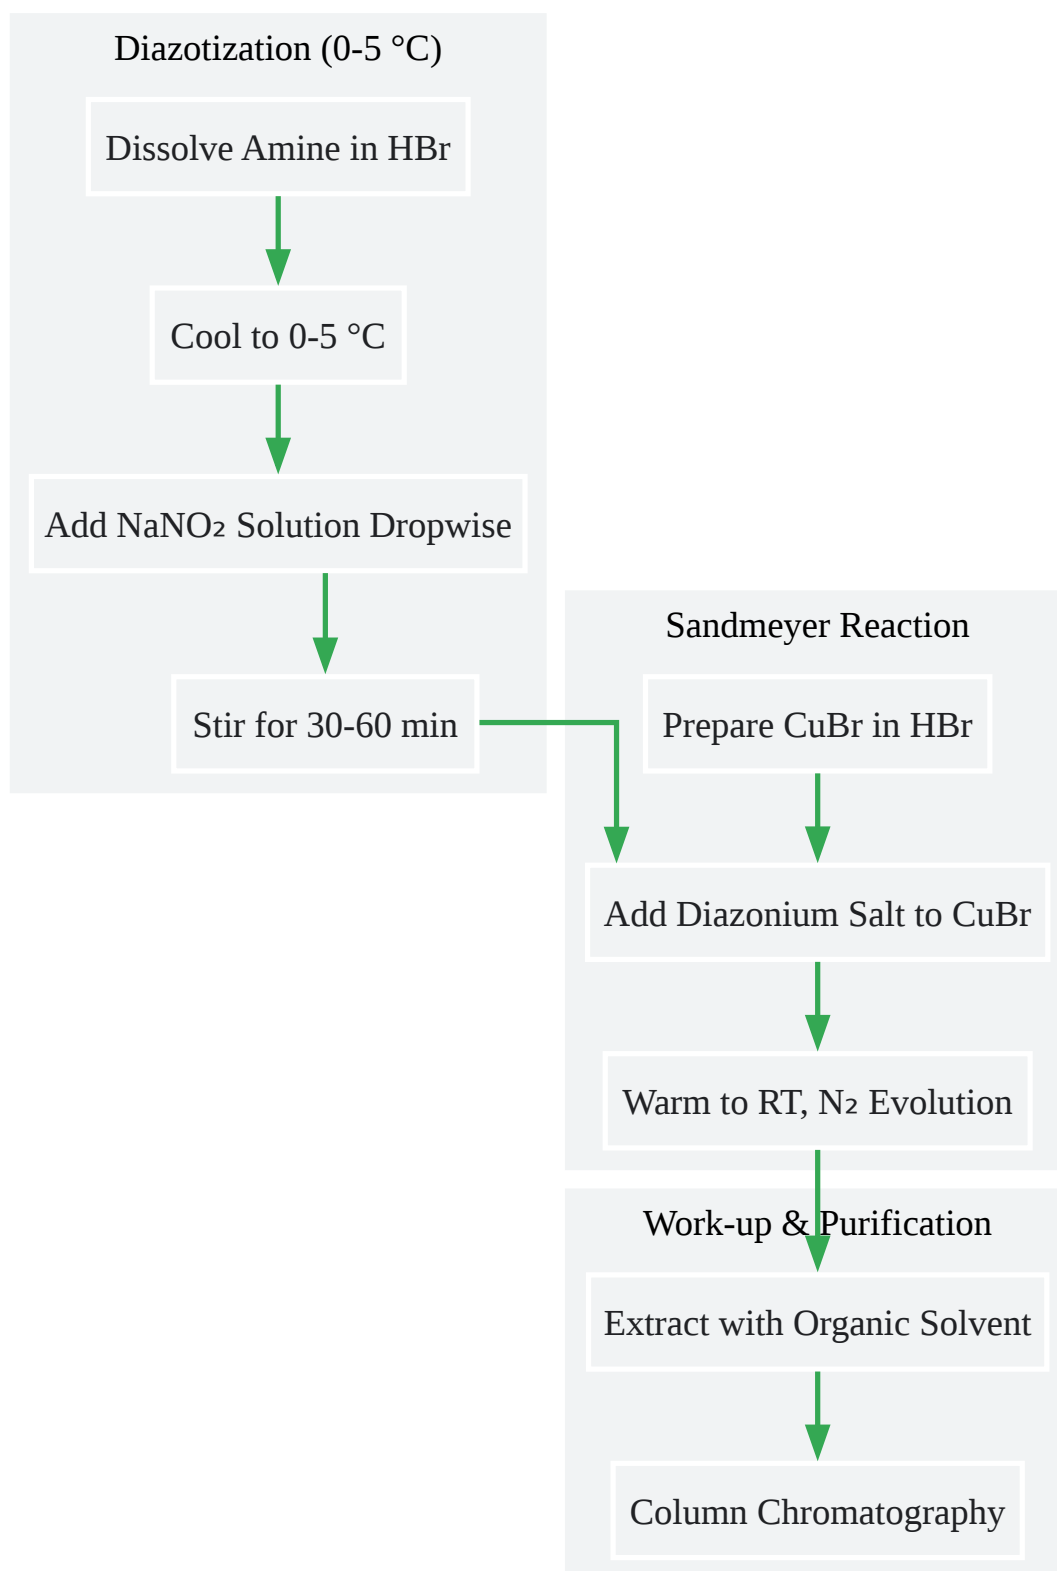 Diazotization (0-5 °C)
Dissolve Amine in HBr
Cool to 0-5 °C
Add NaNO₂ Solution Dropwise
Stir for 30-60 min
Sandmeyer Reaction
Prepare CuBr in HBr
Add Diazonium Salt to CuBr
Warm to RT, N₂ Evolution
Work-up & Purification
Extract with Organic Solvent
Column Chromatography